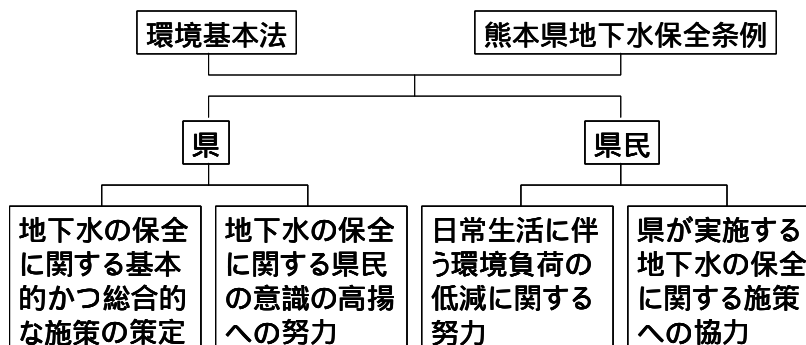 環境基本法
熊本県地下水保全条例
県
県民
地下水の保全
に関する基本
的かつ総合的
な施策の策定
地下水の保全
に関する県民
の意識の高揚
への努力
日常生活に伴
う環境負荷の
低減に関する
努力
県が実施する
地下水の保全
に関する施策
への協力